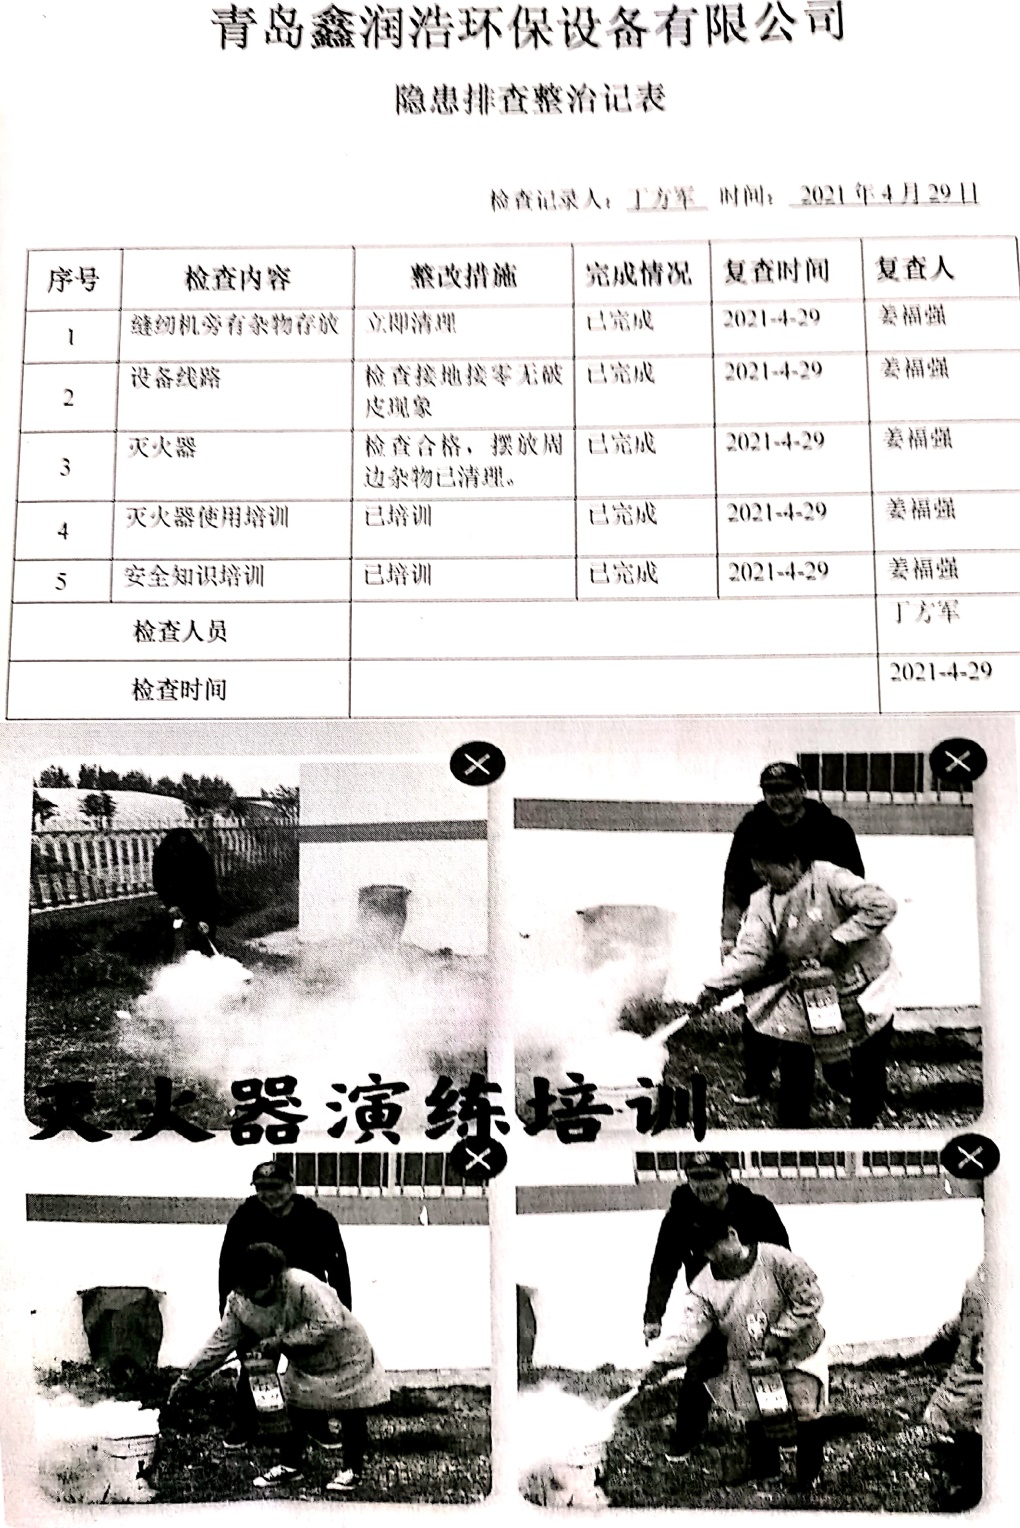 青岛鑫润浩环保设备有限公司
隐患排查整治记表
检查记录人： 丁方军 时间： 2021年4月29日
序号 检查内容 整改措施 完成情况 复查时间 复查人
1 缝纫机旁有杂物存放 立即清理 已完成 2021-4-29 姜福强
2 设备线路 检查接地接零无破 已完成 2021-4-29 姜福强
皮现象
3 灭火器 检查合格，摆放周 已完成 2021-4-29 姜福强
边杂物已清理。
4 灭火器使用培训 已培训 已完成 2021-4-29 姜福强
5 安全知识培训 已培训 已完成 2021-4-29 姜福强
检查人员 丁方军
检查时间 2021-4-29
灭火器演练培训